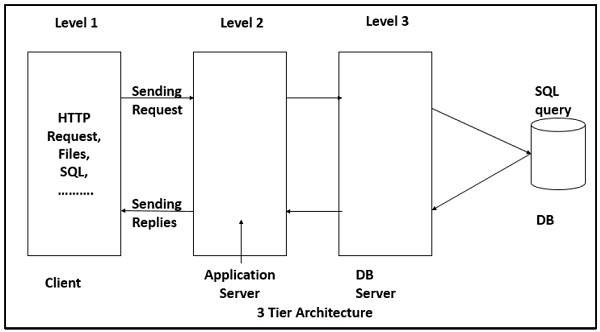 Level 1
Level 2
Level 3
Sending
Request
SQL
query
HTTP
Request,
Files,
SQL,
..........
Sending
Replies
DB
Client
Application
Server
DB
Server
3 Tier Architecture